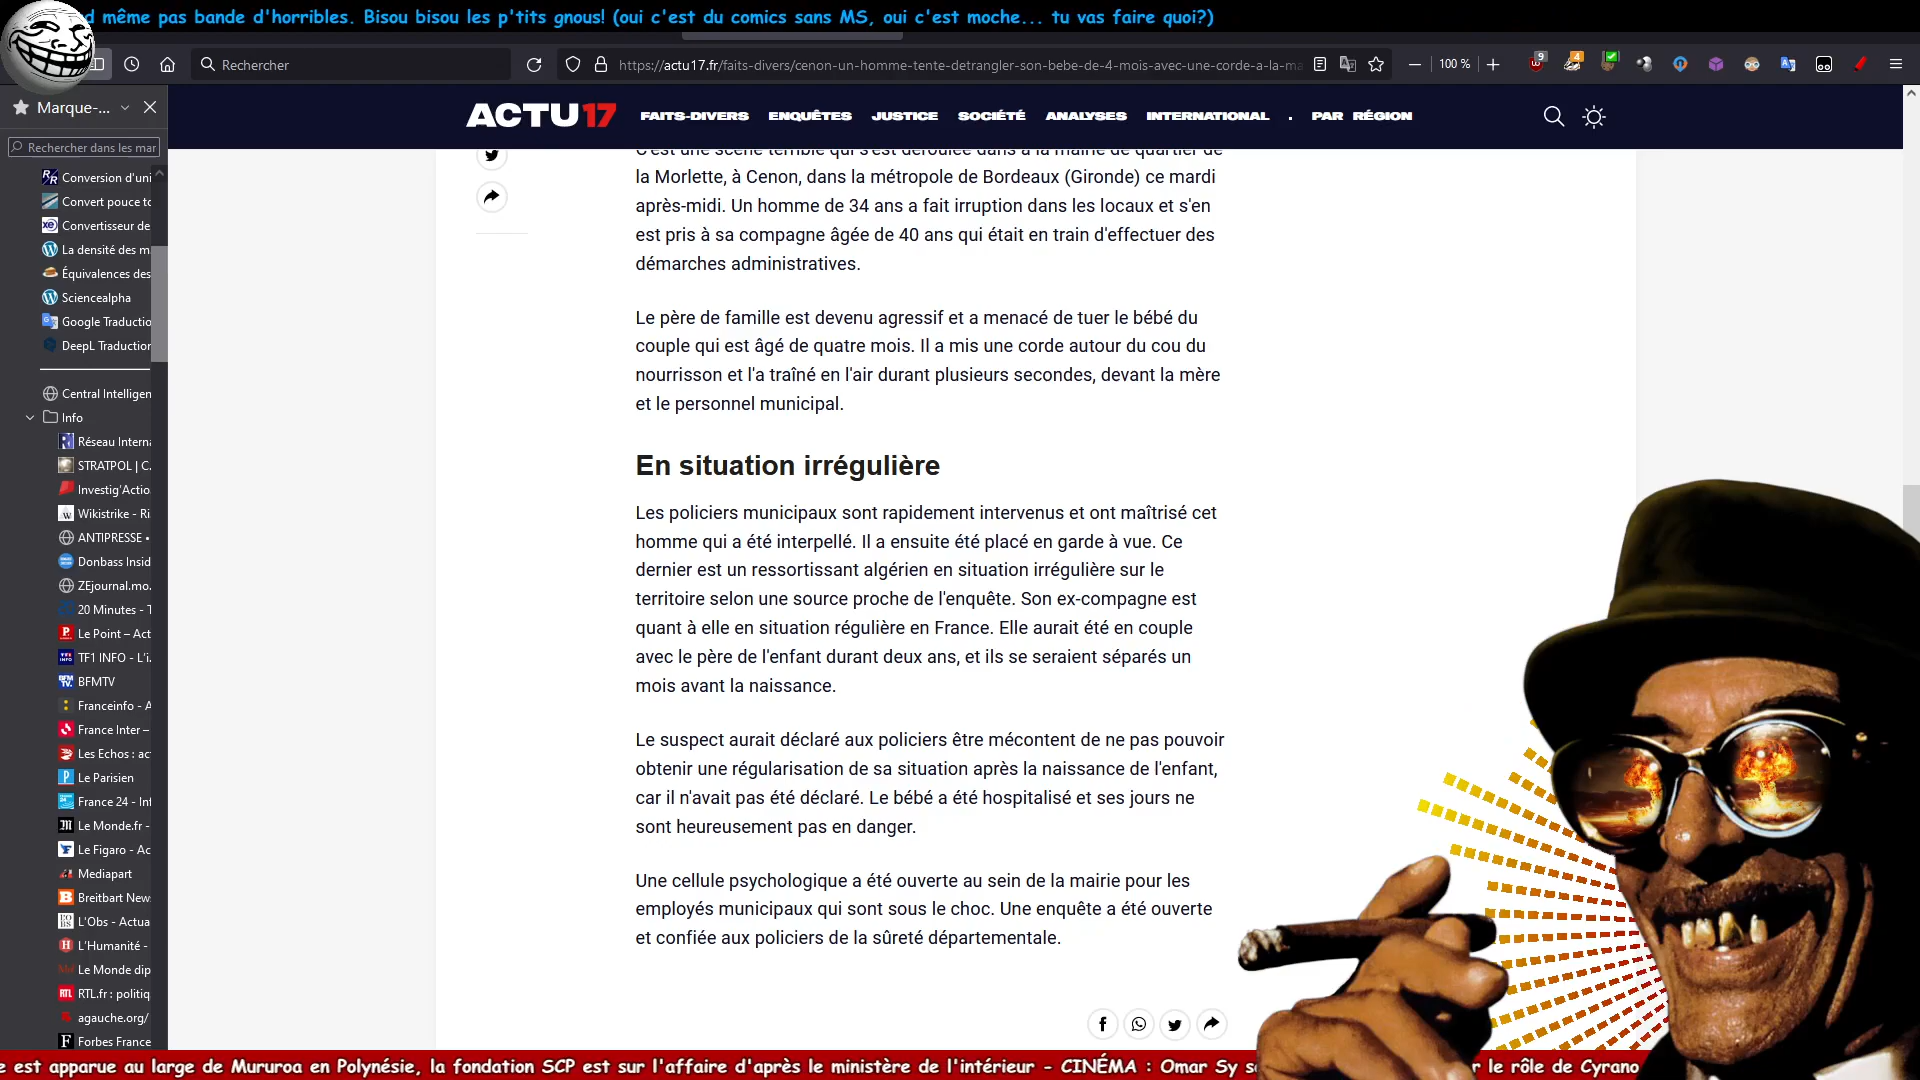 d même pas bande d'horribles. Bisou bisou les p'tits gnous! (oui c'est du comics sans MS, oui c'est moche... tu vas faire quoi?)
Rechercher
https://actu17.fr/faits-divers/cenon-un-homme-tente-detrangler-son-bebe-de-4-mois-avec-une-corde-a-la-ma
100 %
9
4
Marque-...
Rechercher dans les mar
Conversion d'uni
Convert pouce to
Convertisseur de
La densité des m
Équivalences des
Sciencealpha
Google Traductio
DeepL Traduction
Central Intelligen
Info
Réseau Interna
STRATPOL | C.
Investig'Actio
Wikistrike - Ri
ANTIPRESSE •
Donbass Insid
ZEjournal.mo.
20 Minutes - T
Le Point – Act
TF1 INFO - L'i.
BFMTV
Franceinfo - A
France Inter –
Les Echos : act
Le Parisien
France 24 - Inf
Le Monde.fr -
Le Figaro - Ac
Mediapart
Breitbart News
L'Obs - Actua
L'Humanité -
Le Monde dip
RTL.fr : politiq
agauche.org/
Forbes France
ACTU17
FAITS-DIVERS ENQUÊTES JUSTICE SOCIÉTÉ ANALYSES INTERNATIONAL . PAR RÉGION
C'est une scène terrible qui s'est déroulée dans à la mairie de quartier de
la Morlette, à Cenon, dans la métropole de Bordeaux (Gironde) ce mardi
après-midi. Un homme de 34 ans a fait irruption dans les locaux et s'en
est pris à sa compagne âgée de 40 ans qui était en train d'effectuer des
démarches administratives.
Le père de famille est devenu agressif et a menacé de tuer le bébé du
couple qui est âgé de quatre mois. Il a mis une corde autour du cou du
nourrisson et l'a traîné en l'air durant plusieurs secondes, devant la mère
et le personnel municipal.
En situation irrégulière
Les policiers municipaux sont rapidement intervenus et ont maîtrisé cet
homme qui a été interpellé. Il a ensuite été placé en garde à vue. Ce
dernier est un ressortissant algérien en situation irrégulière sur le
territoire selon une source proche de l'enquête. Son ex-compagne est
quant à elle en situation régulière en France. Elle aurait été en couple
avec le père de l'enfant durant deux ans, et ils se seraient séparés un
mois avant la naissance.
Le suspect aurait déclaré aux policiers être mécontent de ne pas pouvoir
obtenir une régularisation de sa situation après la naissance de l'enfant,
car il n'avait pas été déclaré. Le bébé a été hospitalisé et ses jours ne
sont heureusement pas en danger.
Une cellule psychologique a été ouverte au sein de la mairie pour les
employés municipaux qui sont sous le choc. Une enquête a été ouverte
et confiée aux policiers de la sûreté départementale.
e est apparue au large de Mururoa en Polynésie, la fondation SCP est sur l'affaire d'après le ministère de l'intérieur - CINÉMA : Omar Sy s r le rôle de Cyrano